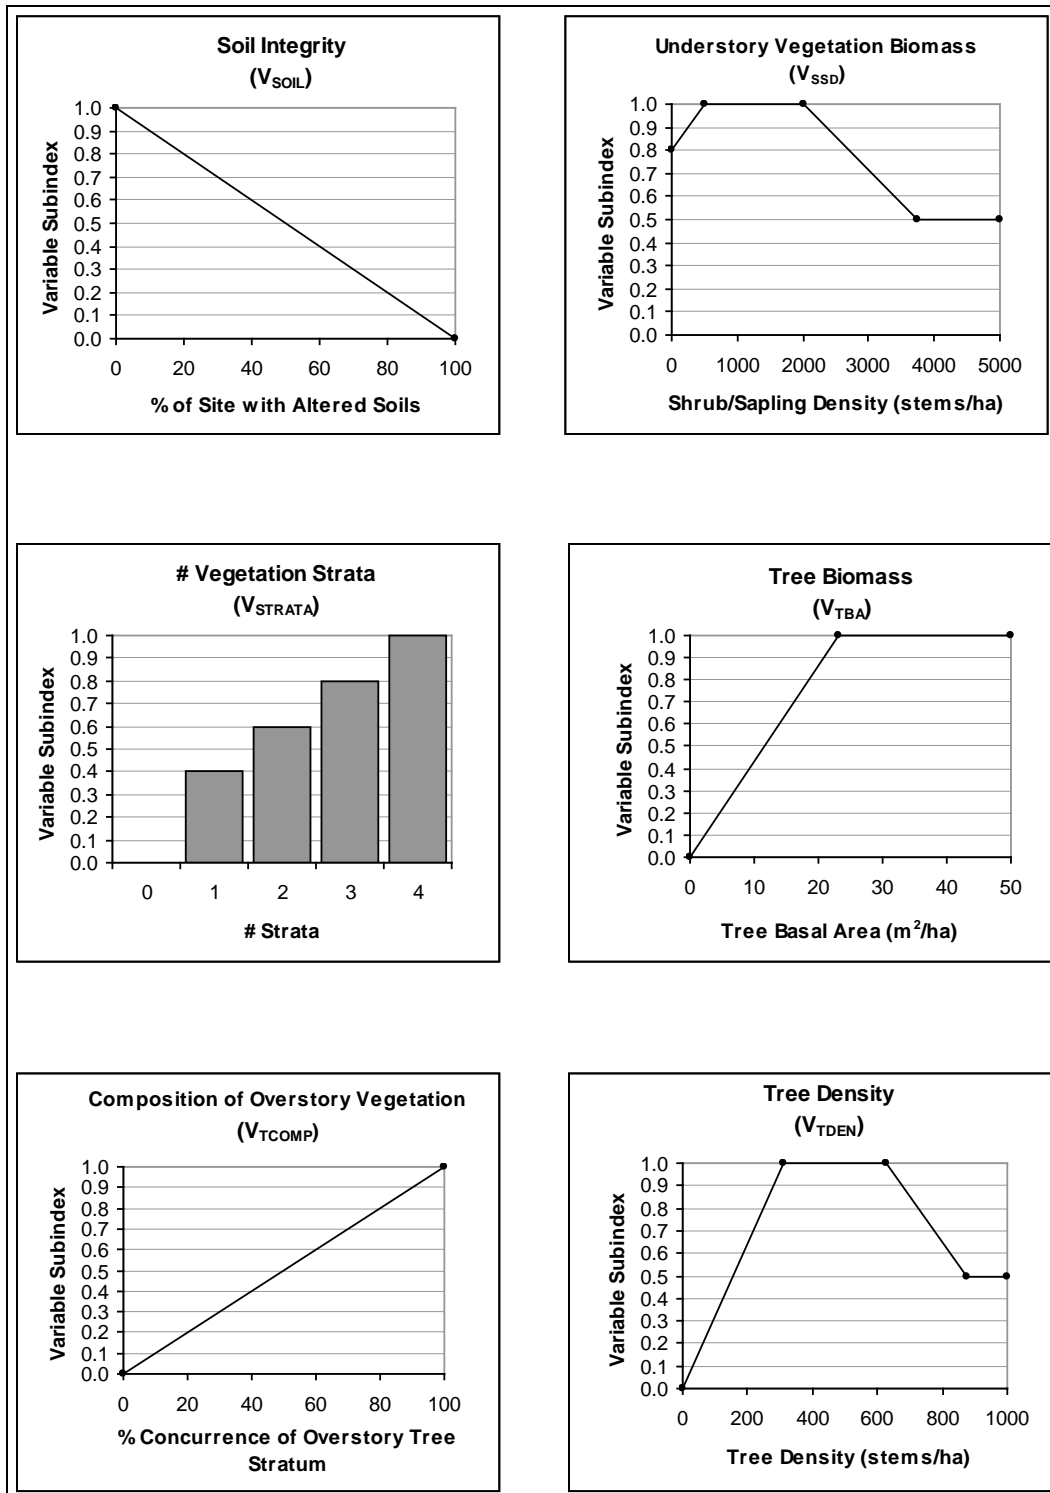 Soil Integrity
(VSOIL)
1.0
0.9
0.8
0.7
0.6
0.5
0.4
0.3
0.2
0.1
0.0
Variable Subindex
0 20 40 60 80 100
% of Site with Altered Soils
Understory Vegetation Biomass
(VSSD)
1.0
0.9
0.8
0.7
0.6
0.5
0.4
0.3
0.2
0.1
0.0
Variable Subindex
0 1000 2000 3000 4000 5000
Shrub/Sapling Density (stems/ha)
# Vegetation Strata
(VSTRATA)
1.0
0.9
0.8
0.7
0.6
0.5
0.4
0.3
0.2
0.1
0.0
Variable Subindex
0 1 2 3 4
# Strata
Tree Biomass
(VTBA)
1.0
0.9
0.8
0.7
0.6
0.5
0.4
0.3
0.2
0.1
0.0
Variable Subindex
0 10 20 30 40 50
Tree Basal Area (m²/ha)
Composition of Overstory Vegetation
(VTCOMP)
1.0
0.9
0.8
0.7
0.6
0.5
0.4
0.3
0.2
0.1
0.0
Variable Subindex
0 20 40 60 80 100
% Concurrence of Overstory Tree
Stratum
Tree Density
(VTDEN)
1.0
0.9
0.8
0.7
0.6
0.5
0.4
0.3
0.2
0.1
0.0
Variable Subindex
0 200 400 600 800 1000
Tree Density (stems/ha)